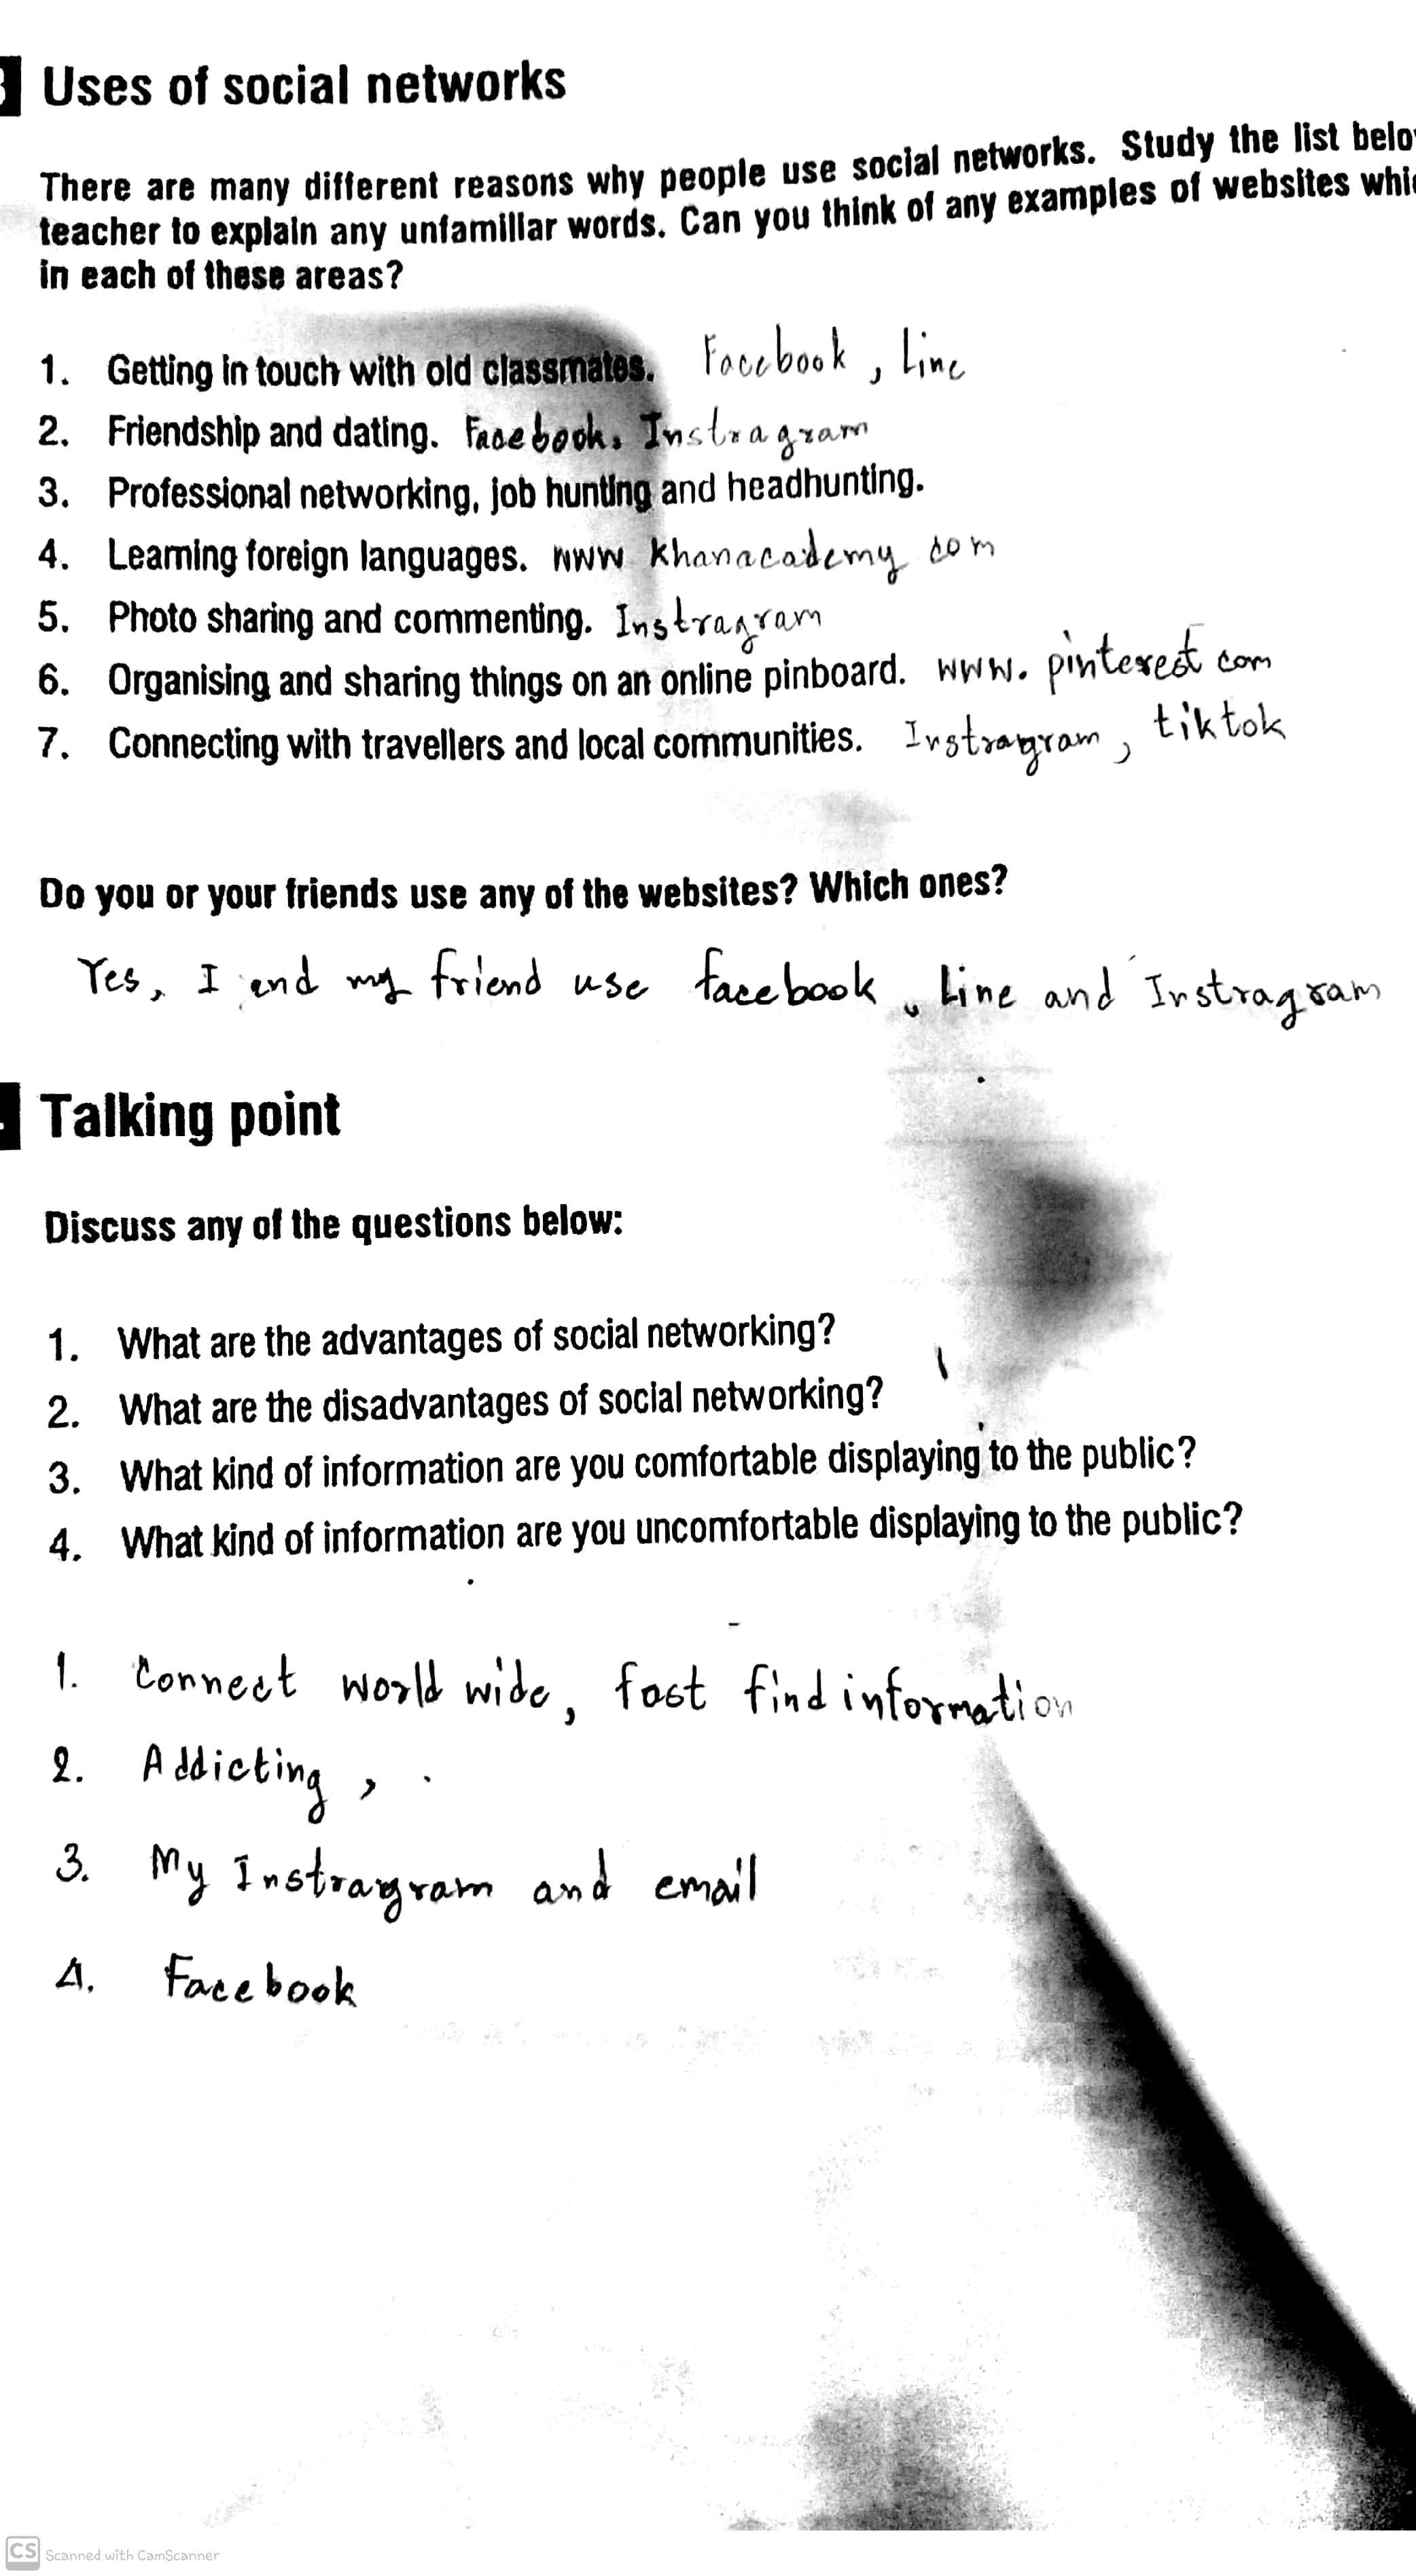 Uses of social networks
There are many different reasons why people use social networks. Study the list belo
teacher to explain any unfamiliar words. Can you think of any examples of websites whi
in each of these areas?
1. Getting in touch with old classmates. Facebook, Line
2. Friendship and dating. Facebook, Instragram
3. Professional networking, job hunting and headhunting.
4. Learning foreign languages. www khanacademy com
5. Photo sharing and commenting. Instragram
6. Organising and sharing things on an online pinboard. www. pinterest com
7. Connecting with travellers and local communities. Instragram, tiktok
Do you or your friends use any of the websites? Which ones?
Yes, I and my friend use facebook, Line and Instragram
Talking point
Discuss any of the questions below:
1. What are the advantages of social networking?
2. What are the disadvantages of social networking?
3. What kind of information are you comfortable displaying to the public?
4. What kind of information are you uncomfortable displaying to the public?
1. Connect world wide, fast find information
2. Addicting,
3. My Instragram and email
4. Facebook
CS Scanned with CamScanner